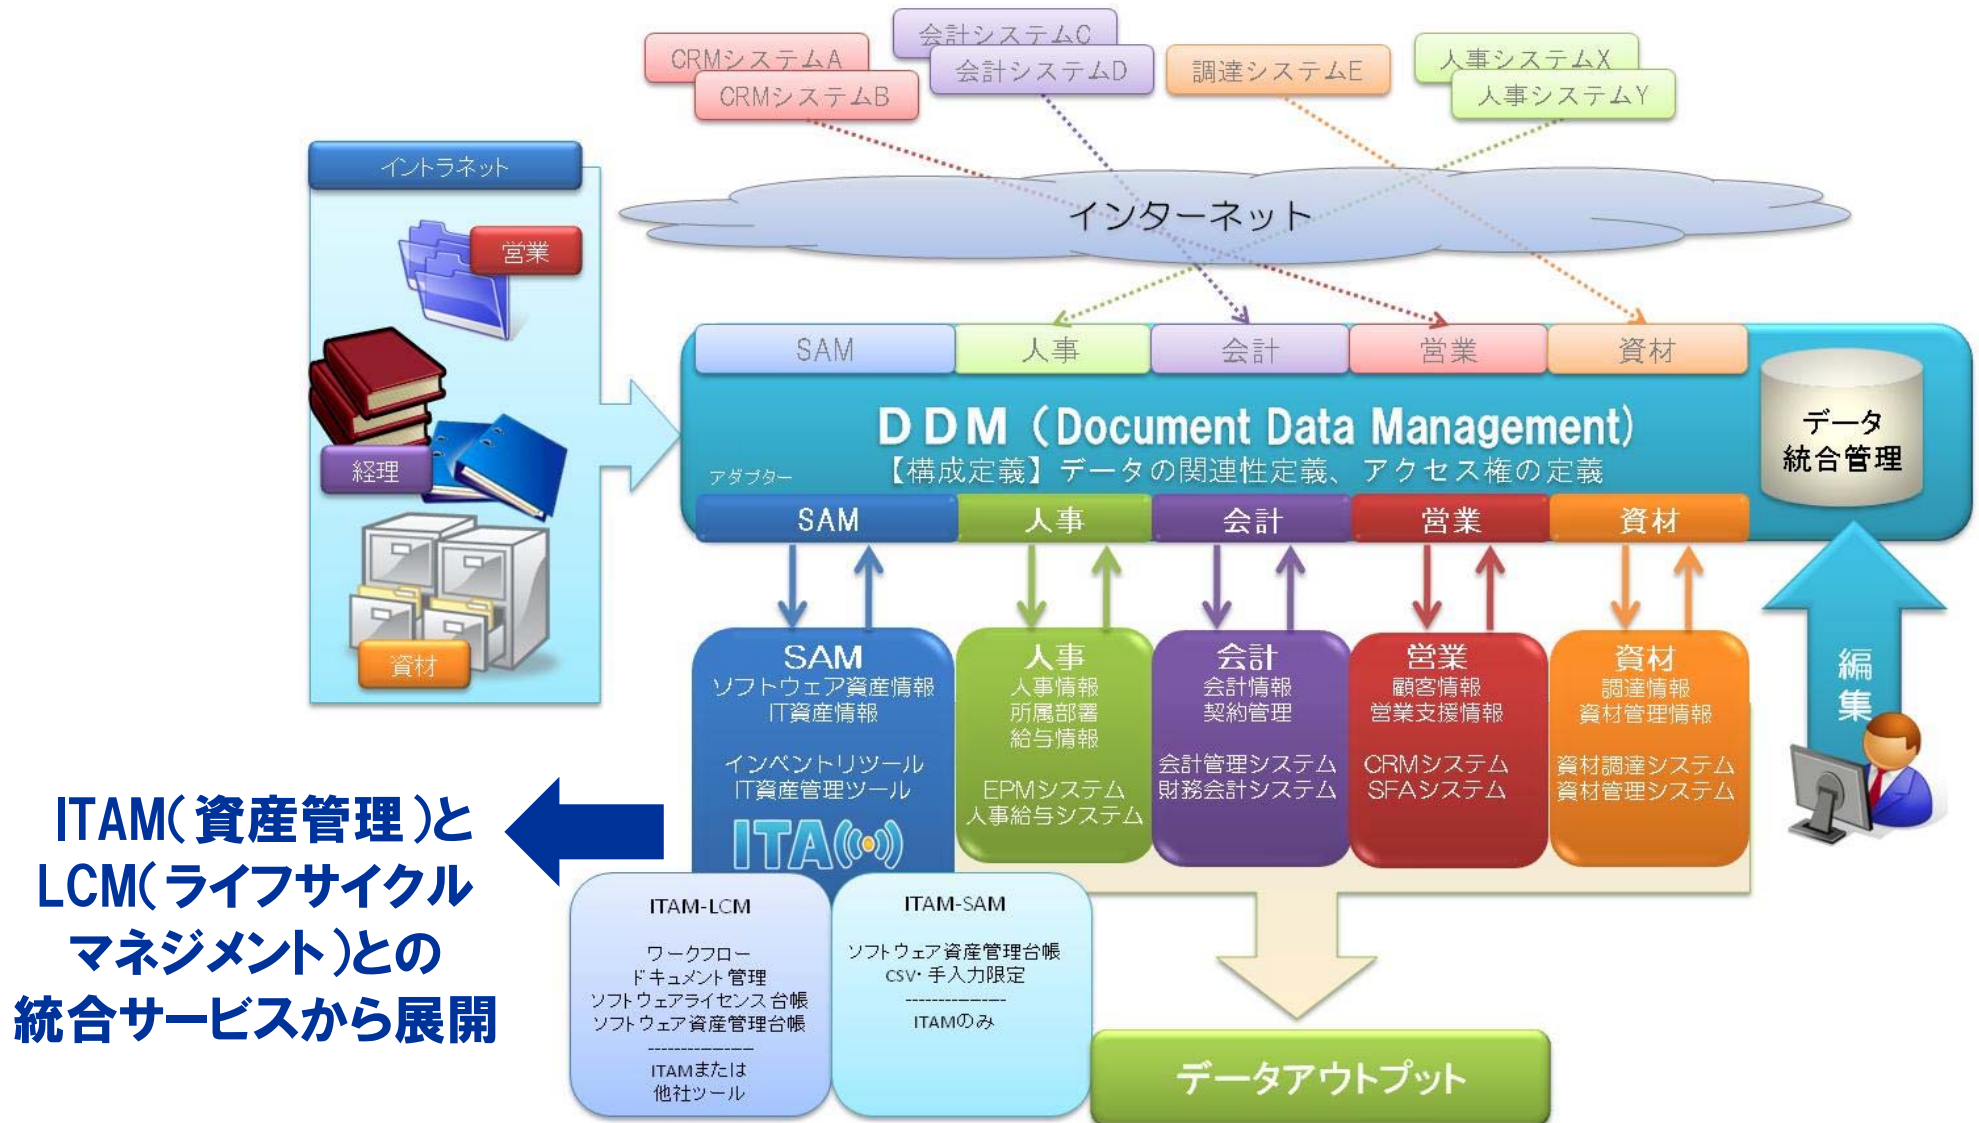 会計システムC
CRMシステムA
会計システムD
調達システムE
人事システムX
CRMシステムB
人事システムY
イントラネット
インターネット
営業
経理
資材
SAM
人事
会計
営業
資材
DDM（Document Data Management）
アダプター
【構成定義】データの関連性定義、アクセス権の定義
データ
統合管理
SAM
人事
会計
営業
資材
SAM
ソフトウェア資産情報
IT資産情報
インベントリツール
IT資産管理ツール
ITA
人事
人事情報
所属部署
給与情報
EPMシステム
人事給与システム
会計
会計情報
契約管理
会計管理システム
財務会計システム
営業
顧客情報
営業支援情報
CRMシステム
SFAシステム
資材
調達情報
資材管理情報
資材調達システム
資材管理システム
編
集
ITAM（資産管理）と
LCM（ライフサイクル
マネジメント）との
統合サービスから展開
ITAM-LCM
ワークフロー
ドキュメント管理
ソフトウェアライセンス台帳
ソフトウェア資産管理台帳
------------------
ITAMまたは
他社ツール
ITAM-SAM
ソフトウェア資産管理台帳
CSV・手入力限定
------------------
ITAMのみ
データアウトプット